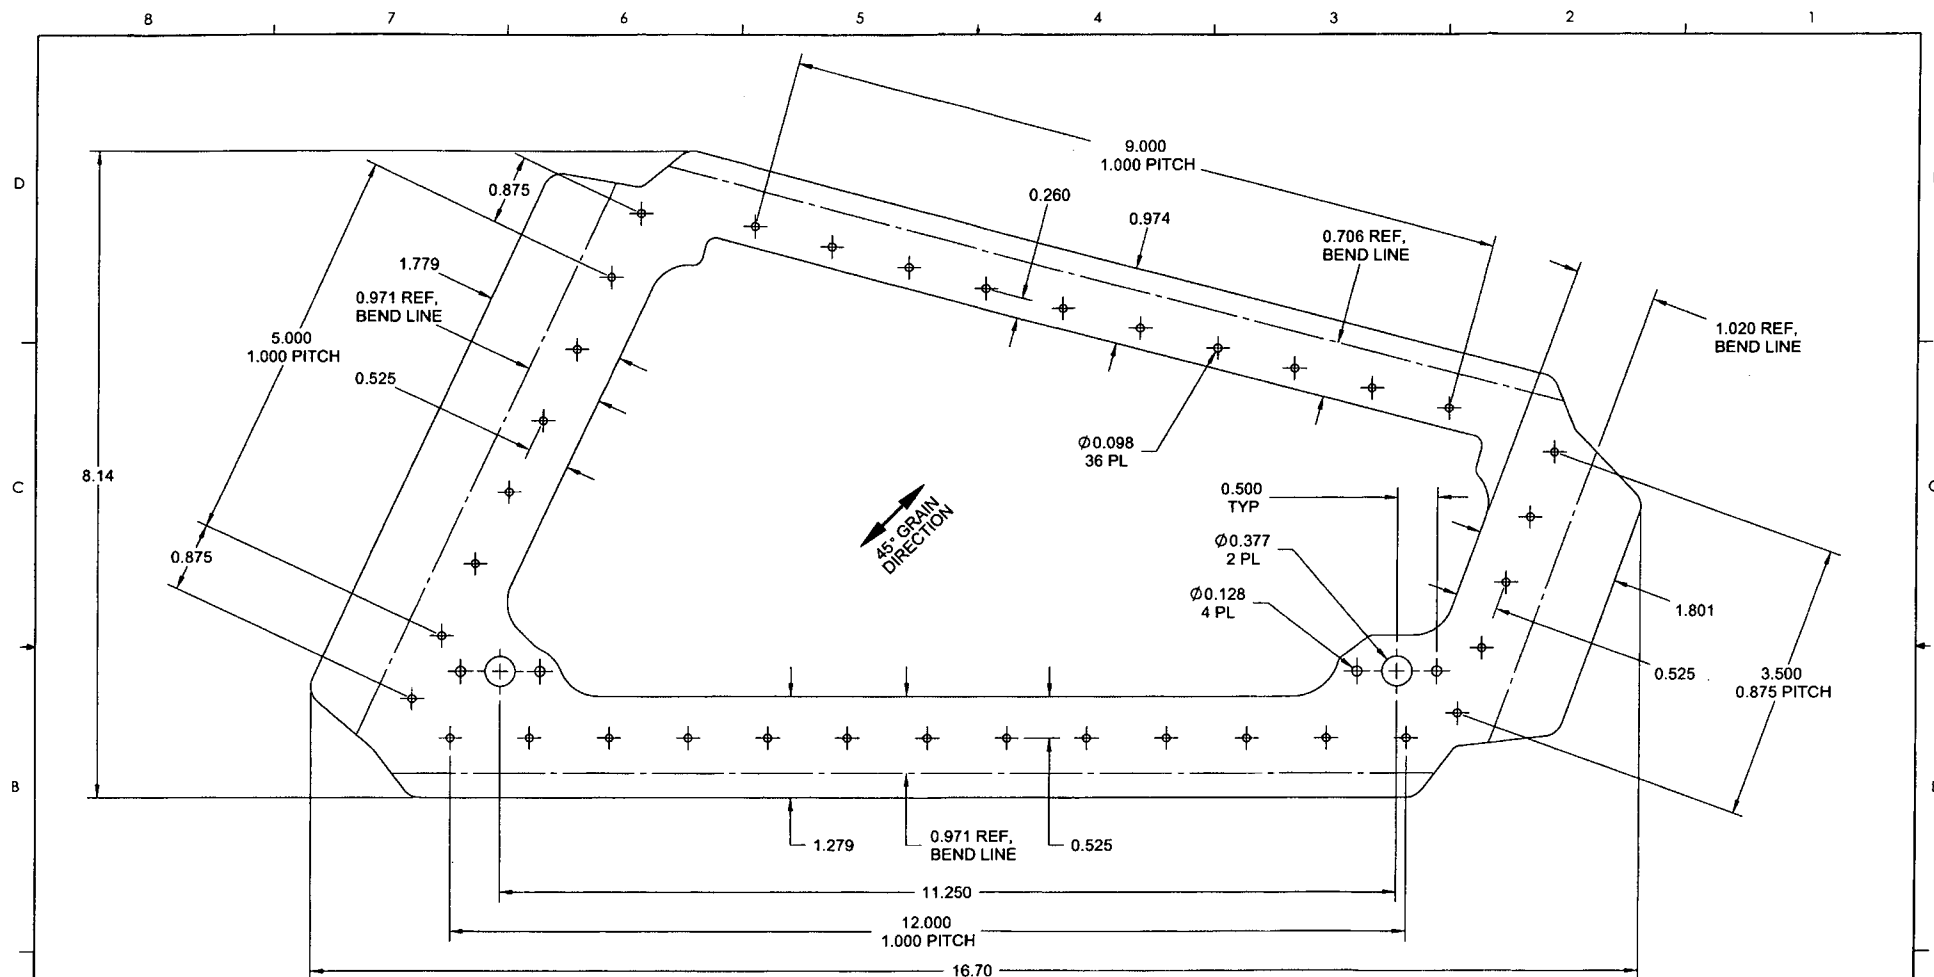 8 7 6 5 4 3 2 1
D
C
B
C
8.14
0.875
5.000
1.000 PITCH
0.875
1.779
0.971 REF,
BEND LINE
0.525
9.000
1.000 PITCH
0.260
0.974
0.706 REF,
BEND LINE
1.020 REF,
BEND LINE
Ø0.098
36 PL
45° GRAIN
DIRECTION
0.500
TYP
Ø0.377
2 PL
Ø0.128
4 PL
1.801
0.525
3.500
0.875 PITCH
1.279
0.971 REF,
BEND LINE
0.525
11.250
12.000
1.000 PITCH
16.70